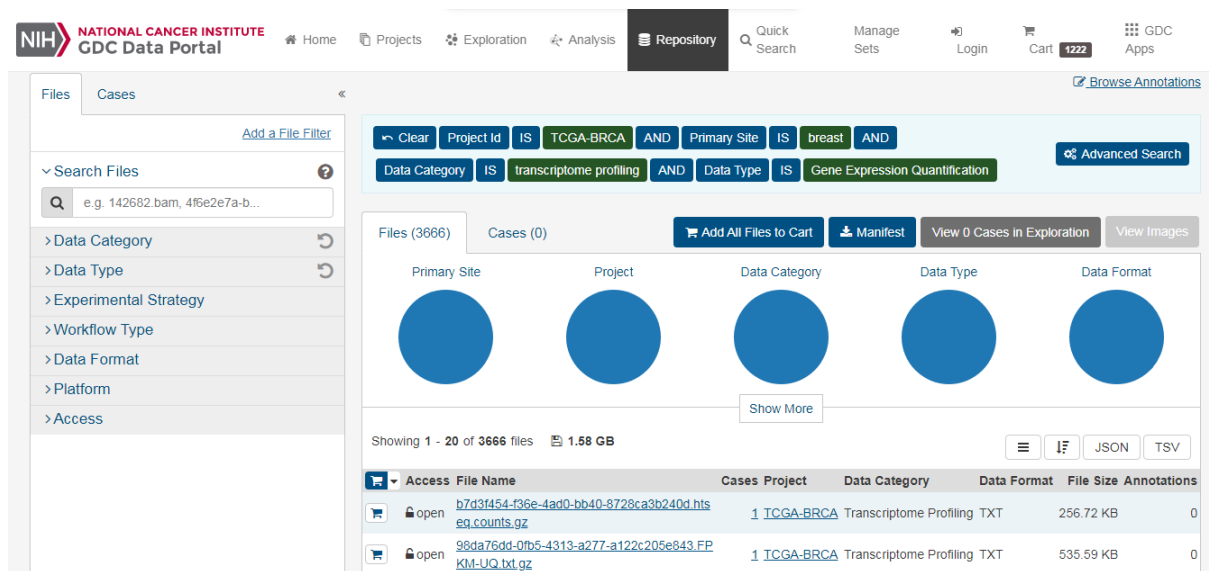 NIH NATIONAL CANCER INSTITUTE
GDC Data Portal
Home Projects Exploration Analysis Repository Quick Search Manage Sets Login Cart 1222 GDC Apps
Browse Annotations
Files Cases «
Add a File Filter
Search Files
e.g. 142682.bam, 4f6e2e7a-b...
Data Category
Data Type
Experimental Strategy
Workflow Type
Data Format
Platform
Access
Clear Project Id IS TCGA-BRCA AND Primary Site IS breast AND
Data Category IS transcriptome profiling AND Data Type IS Gene Expression Quantification
Advanced Search
Files (3666) Cases (0) Add All Files to Cart Manifest View 0 Cases in Exploration View Images
Primary Site Project Data Category Data Type Data Format
Show More
Showing 1 - 20 of 3666 files 1.58 GB JSON TSV
Access File Name Cases Project Data Category Data Format File Size Annotations
open b7d3f454-f36e-4ad0-bb40-8728ca3b240d.hts 1 TCGA-BRCA Transcriptome Profiling TXT 256.72 KB 0
eq.counts.gz
open 98da76dd-0fb5-4313-a277-a122c205e843.FP 1 TCGA-BRCA Transcriptome Profiling TXT 535.59 KB 0
KM-UQ.txt.gz